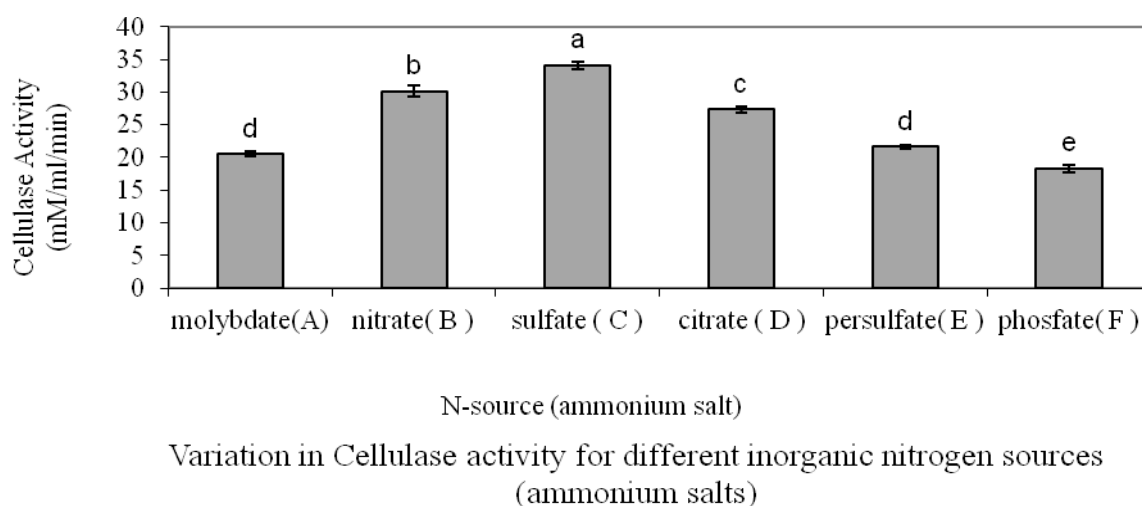 Cellulase Activity
(mM/ml/min)
40
35
30
25
20
15
10
5
0
d
b
a
c
d
e
molybdate(A)
nitrate( B )
sulfate ( C )
citrate ( D )
persulfate( E )
phosfate( F )
N-source (ammonium salt)
Variation in Cellulase activity for different inorganic nitrogen sources
(ammonium salts)